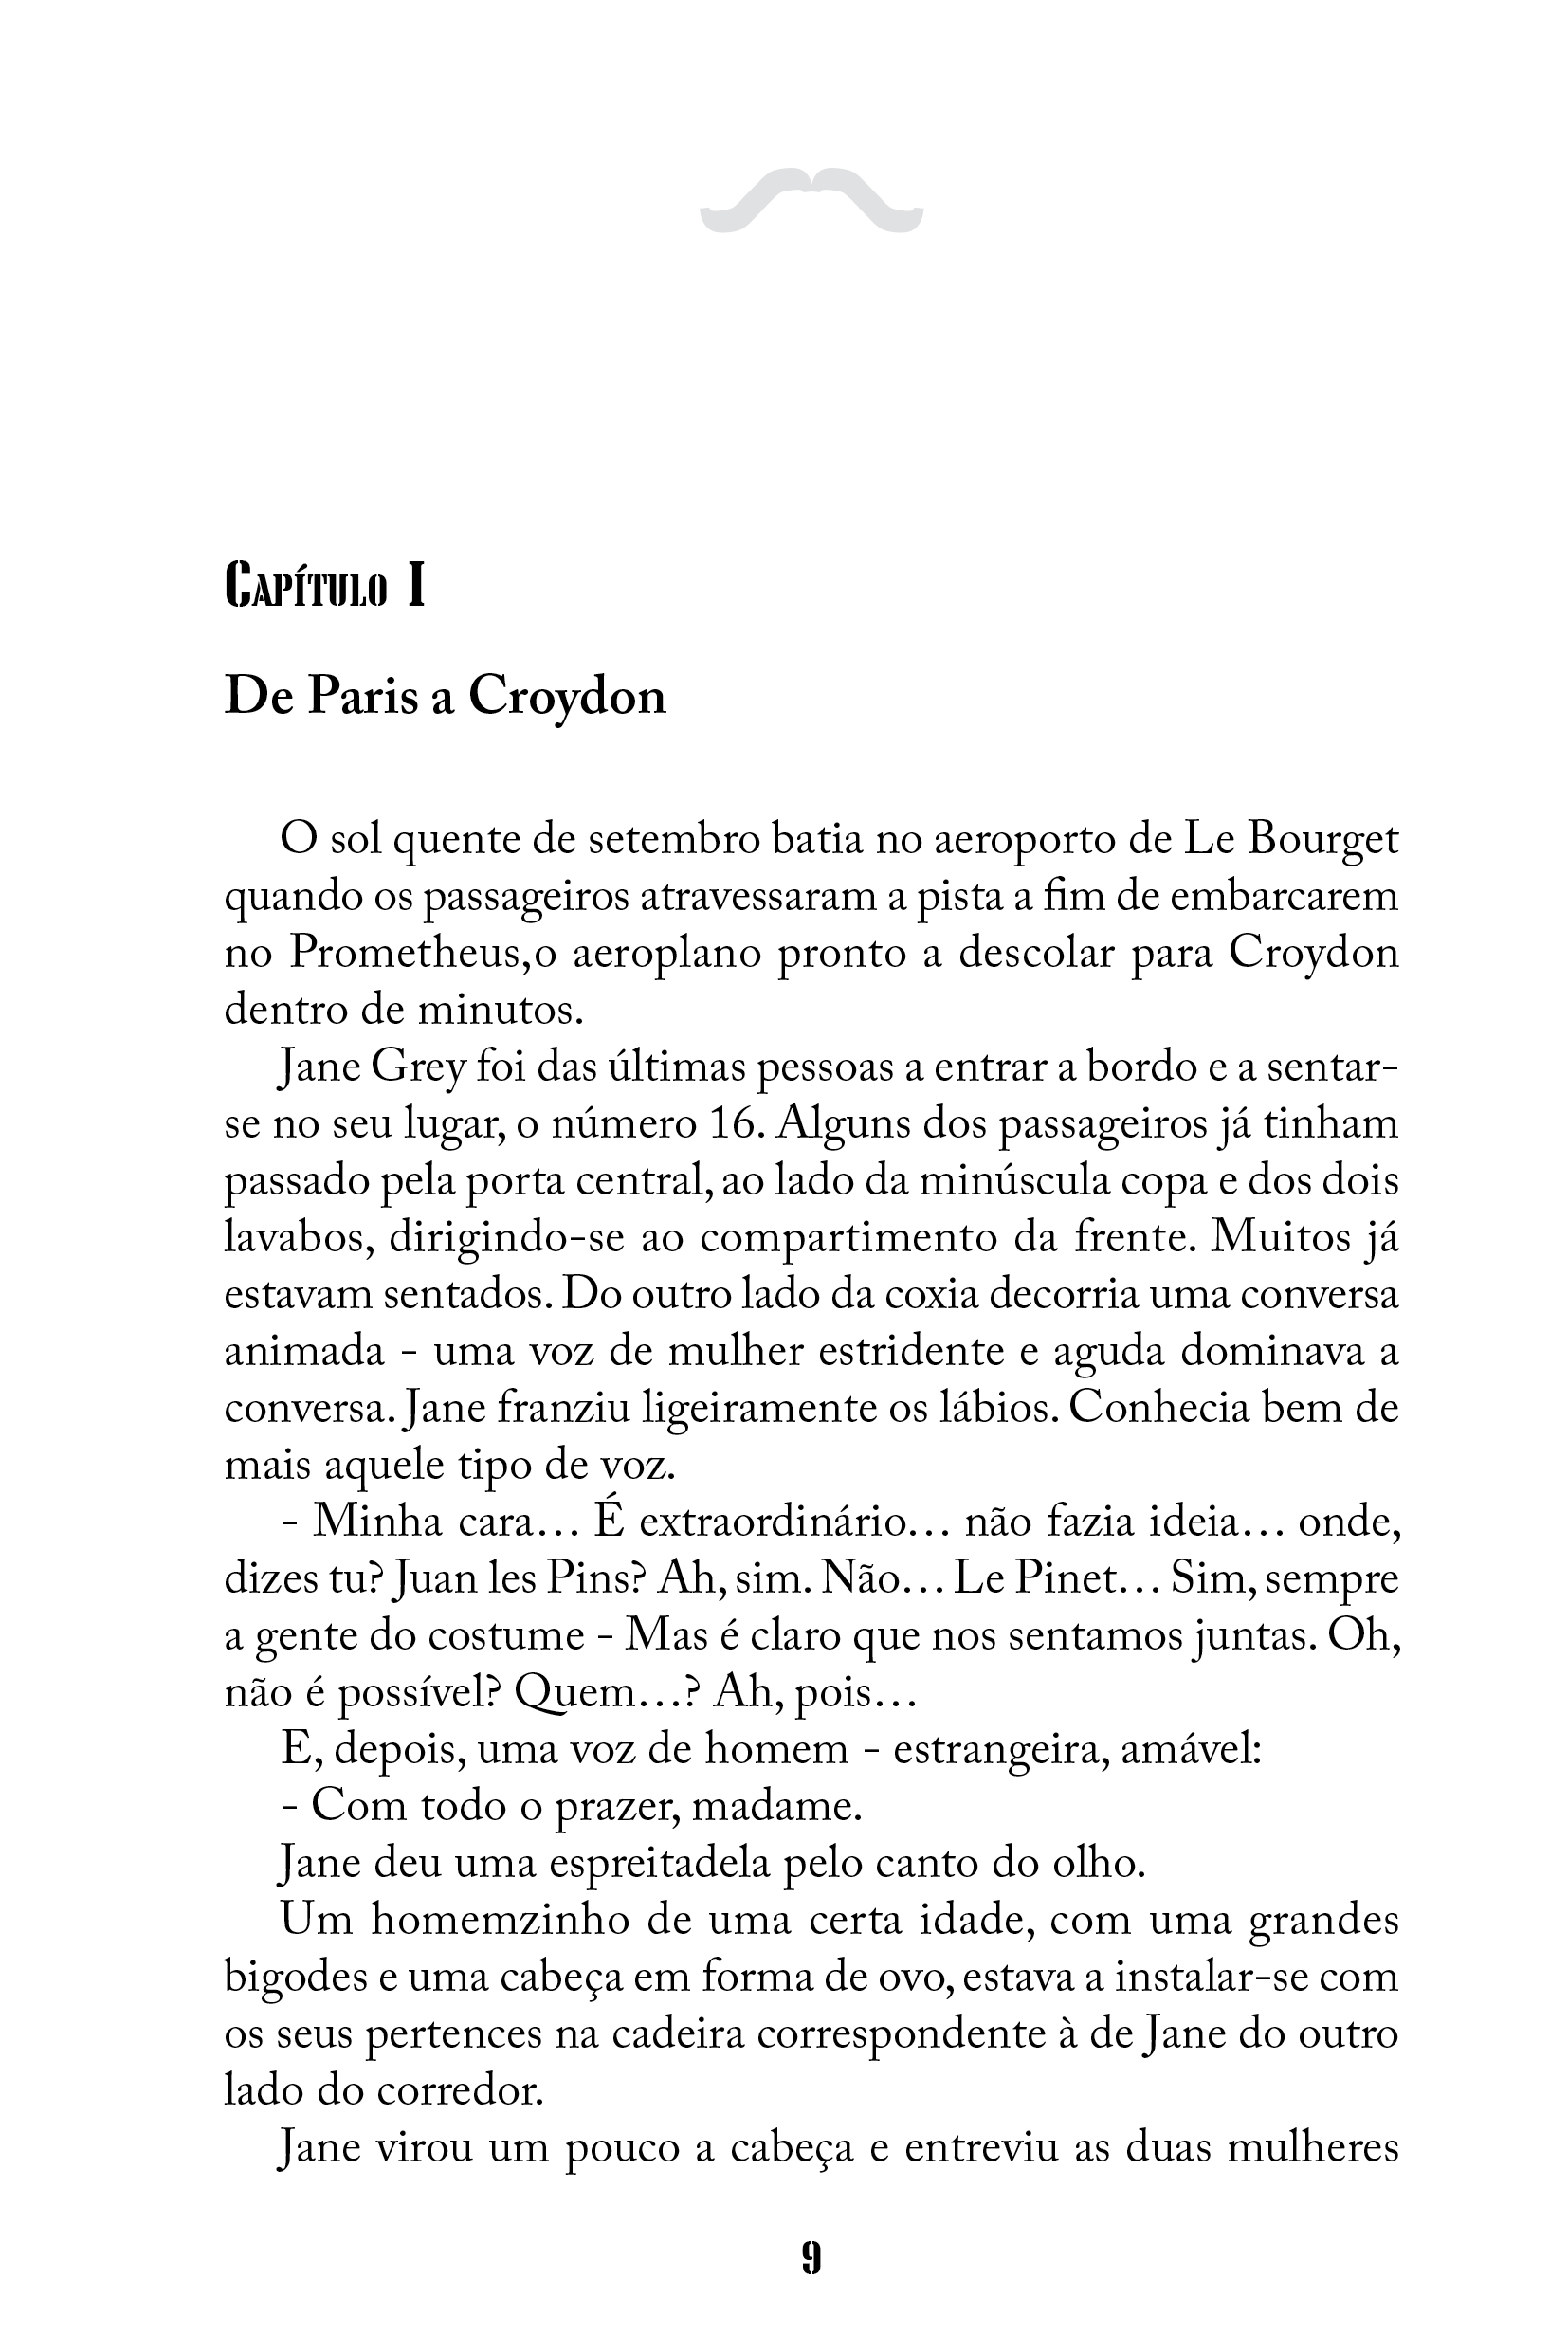 Capítulo I
De Paris a Croydon
O sol quente de setembro batia no aeroporto de Le Bourget
quando os passageiros atravessaram a pista a fim de embarcarem
no Prometheus,o aeroplano pronto a descolar para Croydon
dentro de minutos.
Jane Grey foi das últimas pessoas a entrar a bordo e a sentar-
se no seu lugar, o número 16. Alguns dos passageiros já tinham
passado pela porta central, ao lado da minúscula copa e dos dois
lavabos, dirigindo-se ao compartimento da frente. Muitos já
estavam sentados. Do outro lado da coxia decorria uma conversa
animada - uma voz de mulher estridente e aguda dominava a
conversa. Jane franziu ligeiramente os lábios. Conhecia bem de
mais aquele tipo de voz.
- Minha cara… É extraordinário… não fazia ideia… onde,
dizes tu? Juan les Pins? Ah, sim. Não… Le Pinet… Sim, sempre
a gente do costume - Mas é claro que nos sentamos juntas. Oh,
não é possível? Quem…? Ah, pois…
E, depois, uma voz de homem - estrangeira, amável:
- Com todo o prazer, madame.
Jane deu uma espreitadela pelo canto do olho.
Um homemzinho de uma certa idade, com uma grandes
bigodes e uma cabeça em forma de ovo, estava a instalar-se com
os seus pertences na cadeira correspondente à de Jane do outro
lado do corredor.
Jane virou um pouco a cabeça e entreviu as duas mulheres
9